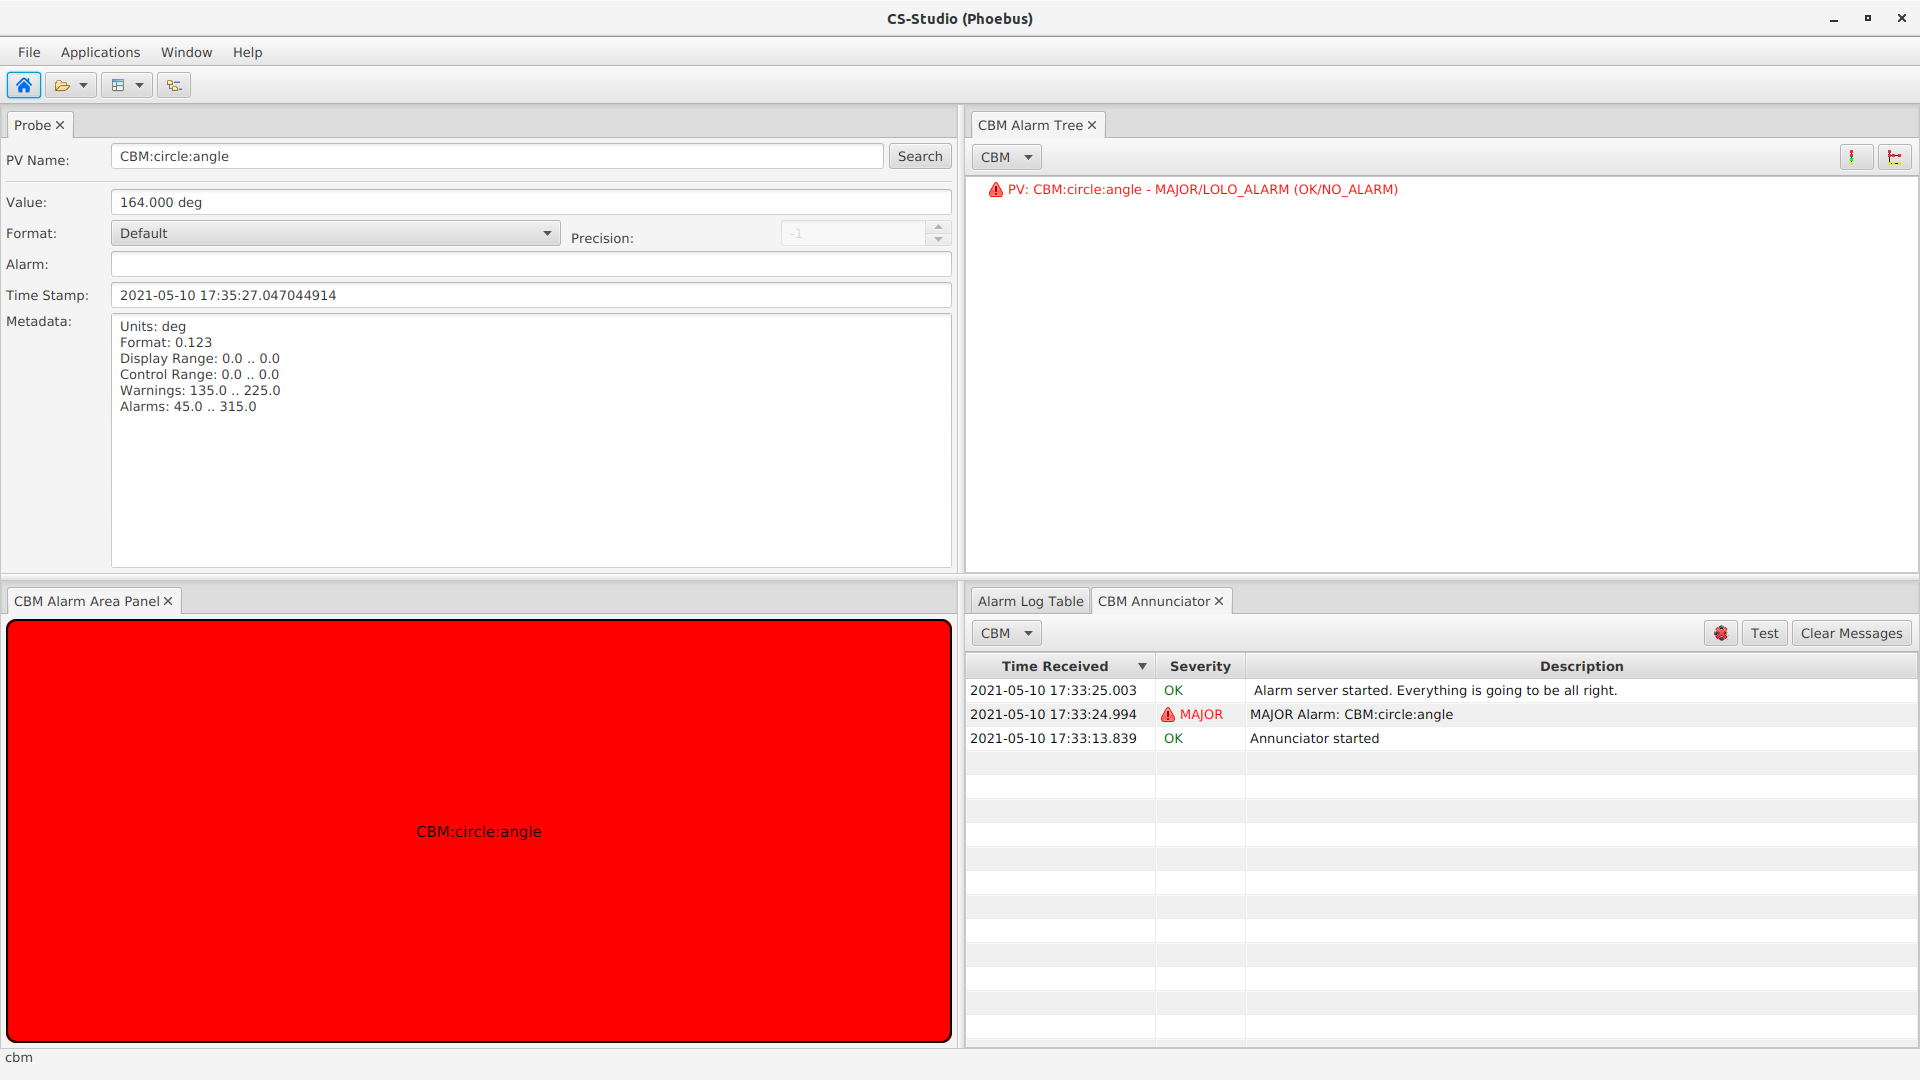 CS-Studio (Phoebus)
File Applications Window Help
Probe
PV Name: CBM:circle:angle Search
Value: 164.000 deg
Format: Default Precision: -1
Alarm:
Time Stamp: 2021-05-10 17:35:27.047044914
Metadata:
Units: deg
Format: 0.123
Display Range: 0.0 .. 0.0
Control Range: 0.0 .. 0.0
Warnings: 135.0 .. 225.0
Alarms: 45.0 .. 315.0
CBM Alarm Tree
CBM
PV: CBM:circle:angle - MAJOR/LOLO_ALARM (OK/NO_ALARM)
CBM Alarm Area Panel
CBM:circle:angle
Alarm Log Table CBM Annunciator
CBM Test Clear Messages
Time Received Severity Description
2021-05-10 17:33:25.003 OK Alarm server started. Everything is going to be all right.
2021-05-10 17:33:24.994 MAJOR MAJOR Alarm: CBM:circle:angle
2021-05-10 17:33:13.839 OK Annunciator started
cbm